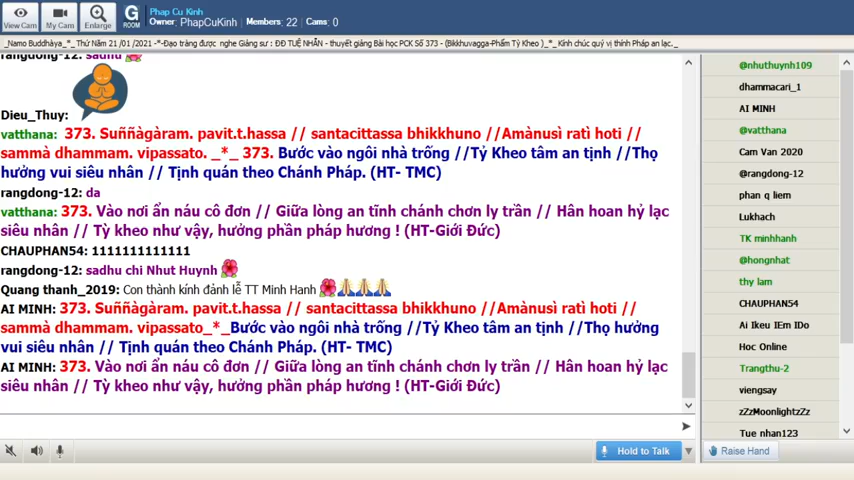 View Cam
My Cam
Enlarge
G
ROOM
Phap Cu Kinh
Owner: PhapCuKinh Members: 22 Cams: 0
_Namo Buddhàya_*_ Thứ Năm 21 /01 /2021 -*-Đạo tràng được nghe Giảng sư : ĐĐ TUỆ NHÂN - thuyết giảng Bài học PCK Số 373 - (Bikkhuvagga-Phẩm Tỳ Kheo )_*_ Kính chúc quý vị thính Pháp an lạc._
rangdong-12: sadhu
Dieu_Thuy:
vatthana: 373. Suññàgàram. pavit.t.hassa // santacittassa bhikkhuno //Amànusì ratì hoti //
sammà dhammam. vipassato. _*_ 373. Bước vào ngôi nhà trống //Tỷ Kheo tâm an tịnh //Thọ
hưởng vui siêu nhân // Tịnh quán theo Chánh Pháp. (HT- TMC)
rangdong-12: da
vatthana: 373. Vào nơi ẩn náu cô đơn // Giữa lòng an tĩnh chánh chơn ly trần // Hân hoan hỷ lạc
siêu nhân // Tỳ kheo như vậy, hưởng phần pháp hương ! (HT-Giới Đức)
CHAUPHAN54: 1111111111111
rangdong-12: sadhu chi Nhut Huynh
Quang thanh_2019: Con thành kính đảnh lễ TT Minh Hanh
AI MINH: 373. Suññàgàram. pavit.t.hassa // santacittassa bhikkhuno //Amànusì ratì hoti //
sammà dhammam. vipassato_*_Bước vào ngôi nhà trống //Tỷ Kheo tâm an tịnh //Thọ hưởng
vui siêu nhân // Tịnh quán theo Chánh Pháp. (HT- TMC)
AI MINH: 373. Vào nơi ẩn náu cô đơn // Giữa lòng an tĩnh chánh chơn ly trần // Hân hoan hỷ lạc
siêu nhân // Tỳ kheo như vậy, hưởng phần pháp hương ! (HT-Giới Đức)
Hold to Talk
Raise Hand
@nhuthuynh109
dhammacari_1
AI MINH
@vatthana
Cam Van 2020
@rangdong-12
phan q liem
Lukhach
TK minhhanh
@hongnhat
thy lam
CHAUPHAN54
Ai Ikeu IEm IDo
Hoc Online
Trangthu-2
viengsay
zZzMoonlightzZz
Tue nhan123